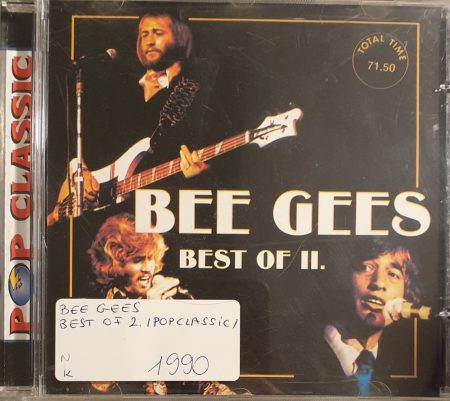 POP CLASSIC
TOTAL TIME
71.50
BEE GEES
BEST OF II.
BEE GEES
BEST OF 2. /POPCLASSIC/
N
K
1990